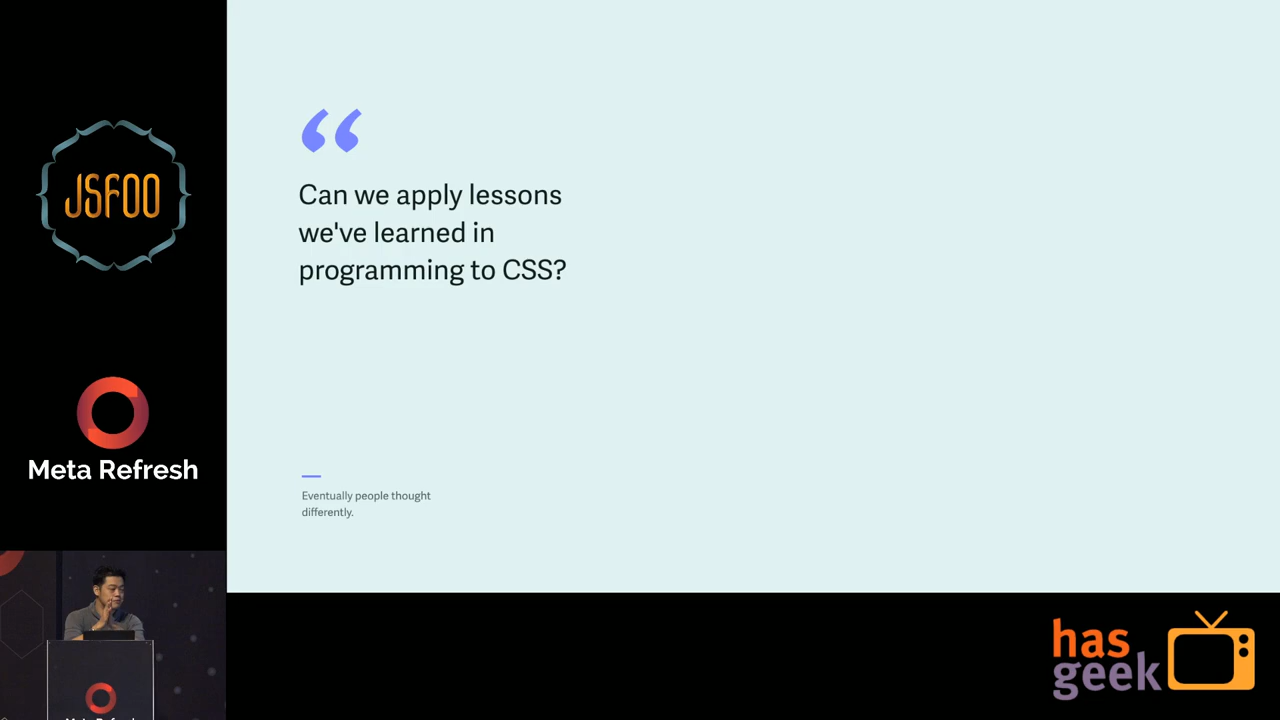 JSFOO
Meta Refresh
“
Can we apply lessons
we've learned in
programming to CSS?
Eventually people thought
differently.
has
geek